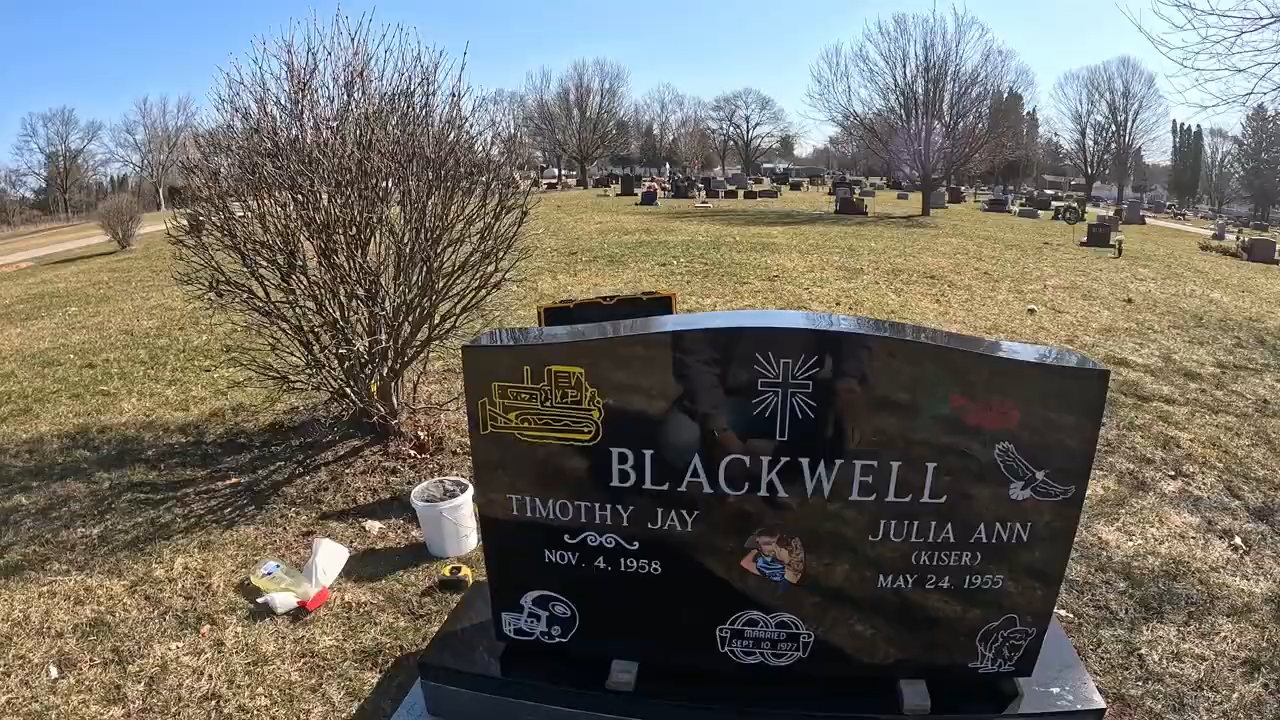 BLACKWELL
TIMOTHY JAY
NOV. 4, 1958
JULIA ANN
(KISER)
MAY 24, 1955
MARRIED
SEPT. 10, 1977